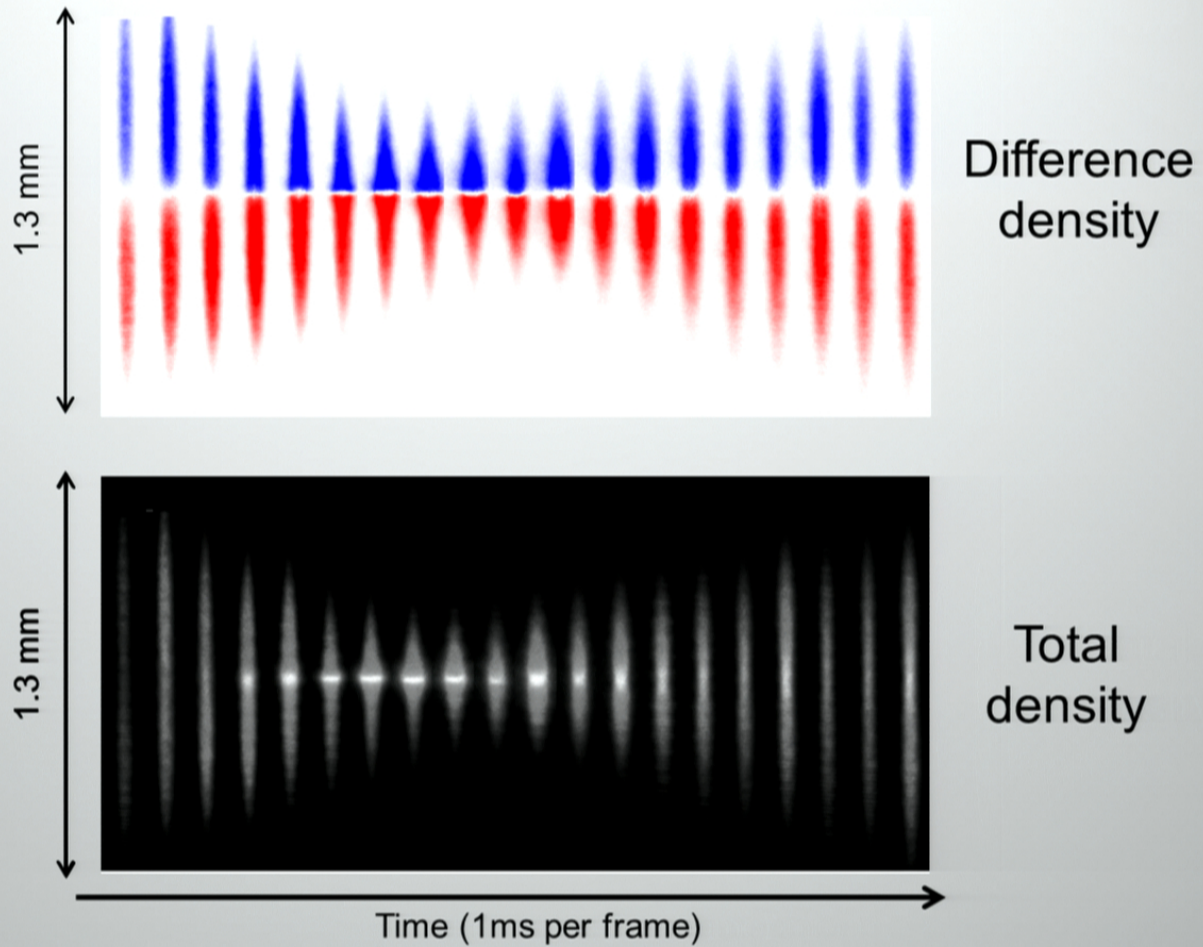 1.3 mm
Difference
density
1.3 mm
Total
density
Time (1ms per frame)